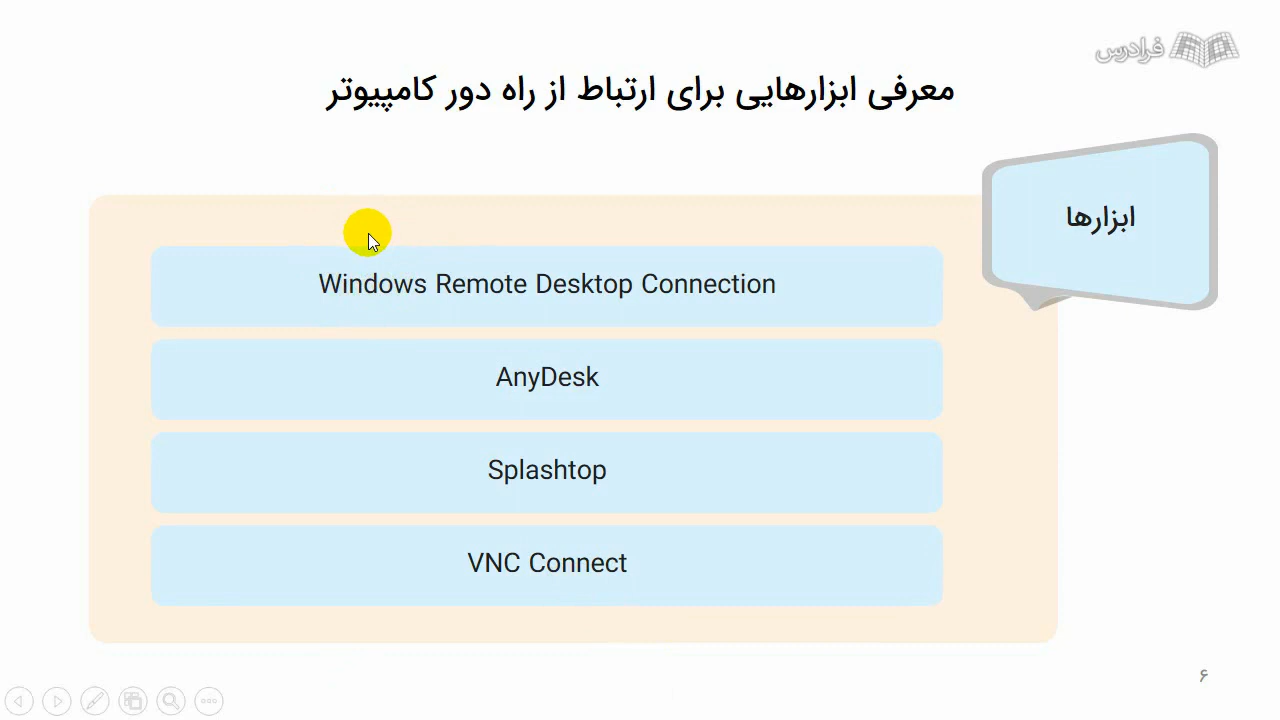 فرادرس
معرفی ابزارهایی برای ارتباط از راه دور کامپیوتر
ابزارها
Windows Remote Desktop Connection
AnyDesk
Splashtop
VNC Connect
۶